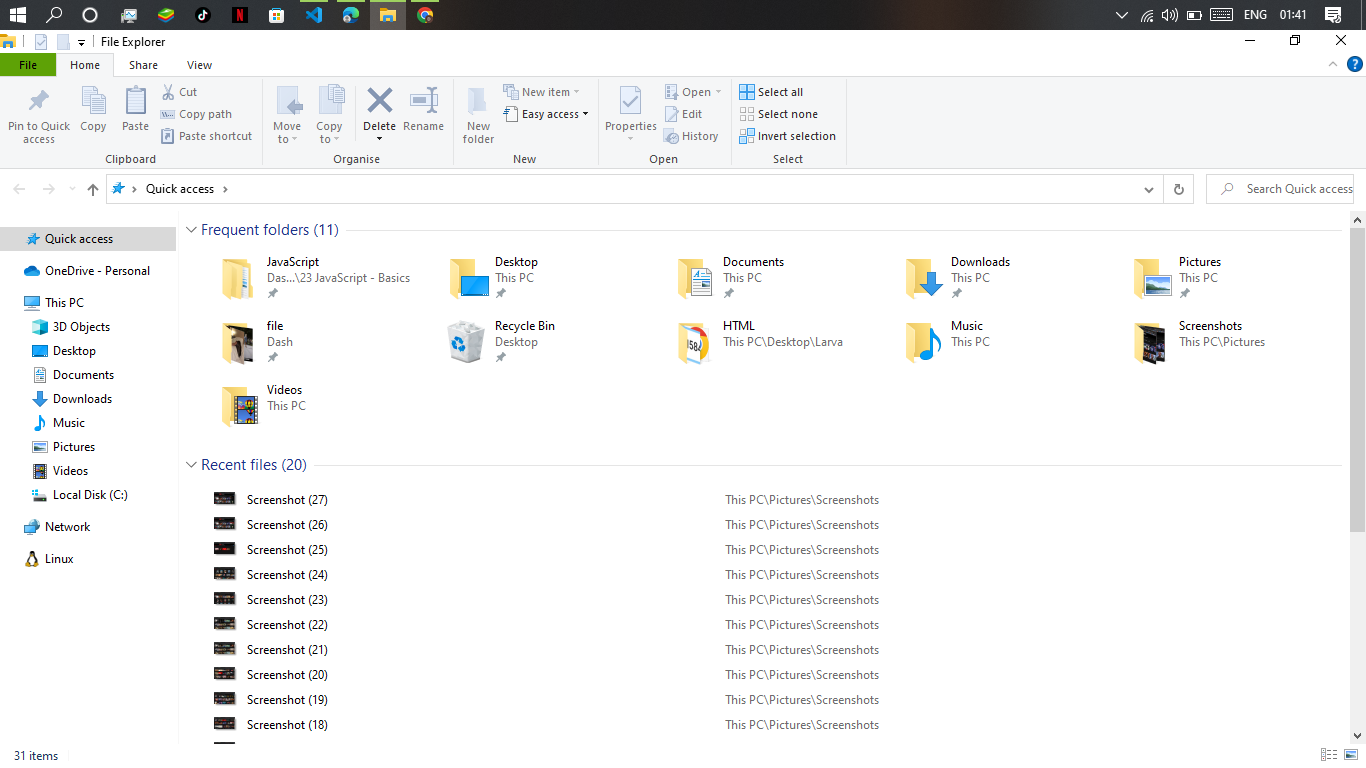 ENG 01:41
File Explorer
File Home Share View
Pin to Quick access
Copy
Paste
Cut
Copy path
Paste shortcut
Clipboard
Move to
Copy to
Delete
Rename
Organise
New folder
New item
Easy access
New
Properties
Open
Edit
History
Open
Select all
Select none
Invert selection
Select
Quick access
Search Quick access
Quick access
OneDrive - Personal
This PC
3D Objects
Desktop
Documents
Downloads
Music
Pictures
Videos
Local Disk (C:)
Network
Linux
Frequent folders (11)
JavaScript
Das...\23 JavaScript - Basics
Desktop
This PC
Documents
This PC
Downloads
This PC
Pictures
This PC
file
Dash
Recycle Bin
Desktop
HTML
This PC\Desktop\Larva
Music
This PC
Screenshots
This PC\Pictures
Videos
This PC
Recent files (20)
Screenshot (27) This PC\Pictures\Screenshots
Screenshot (26) This PC\Pictures\Screenshots
Screenshot (25) This PC\Pictures\Screenshots
Screenshot (24) This PC\Pictures\Screenshots
Screenshot (23) This PC\Pictures\Screenshots
Screenshot (22) This PC\Pictures\Screenshots
Screenshot (21) This PC\Pictures\Screenshots
Screenshot (20) This PC\Pictures\Screenshots
Screenshot (19) This PC\Pictures\Screenshots
Screenshot (18) This PC\Pictures\Screenshots
31 items